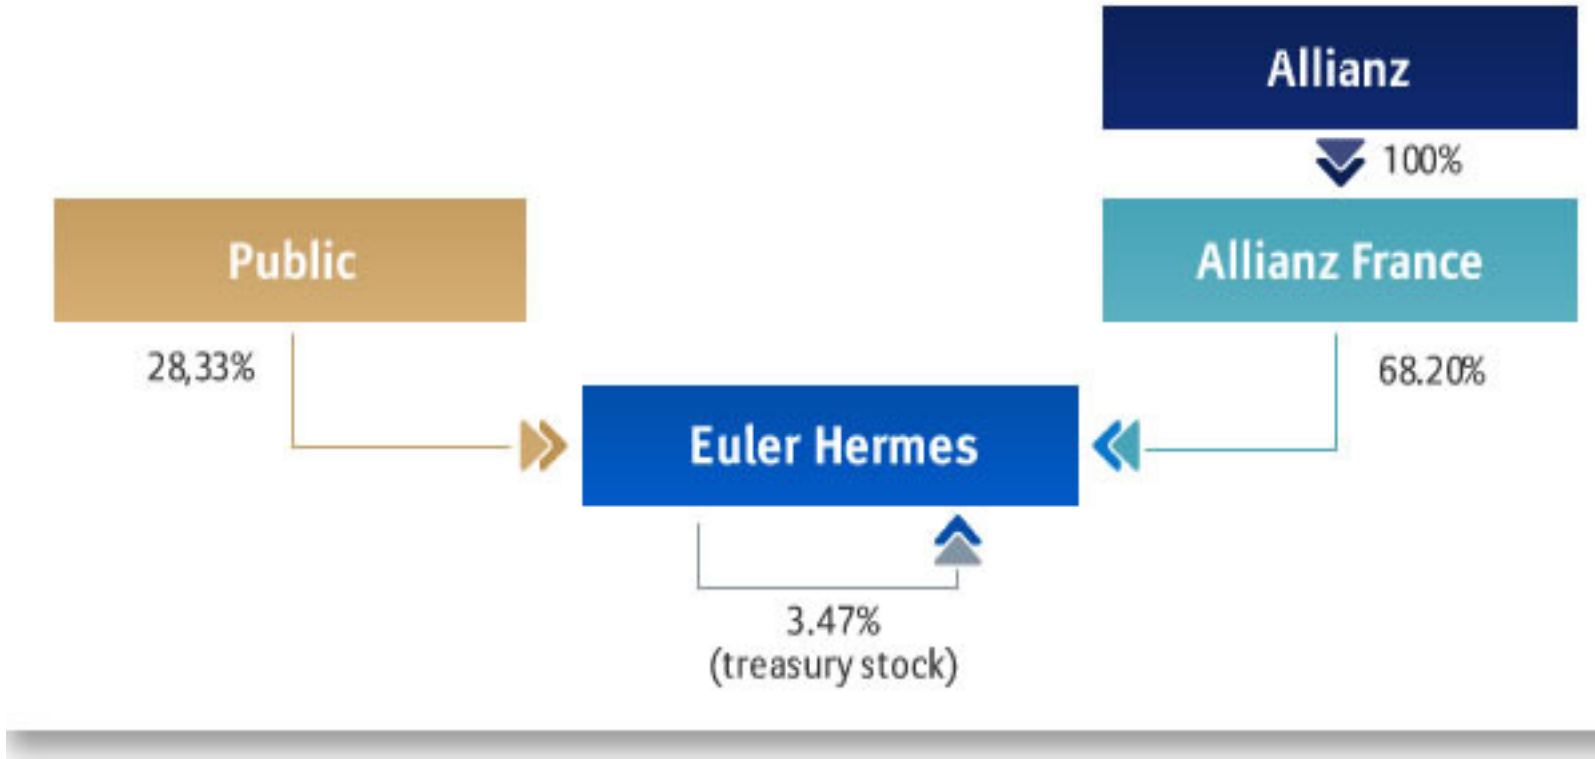 Allianz
100%
Public
Allianz France
28,33%
68.20%
Euler Hermes
3.47%
(treasury stock)